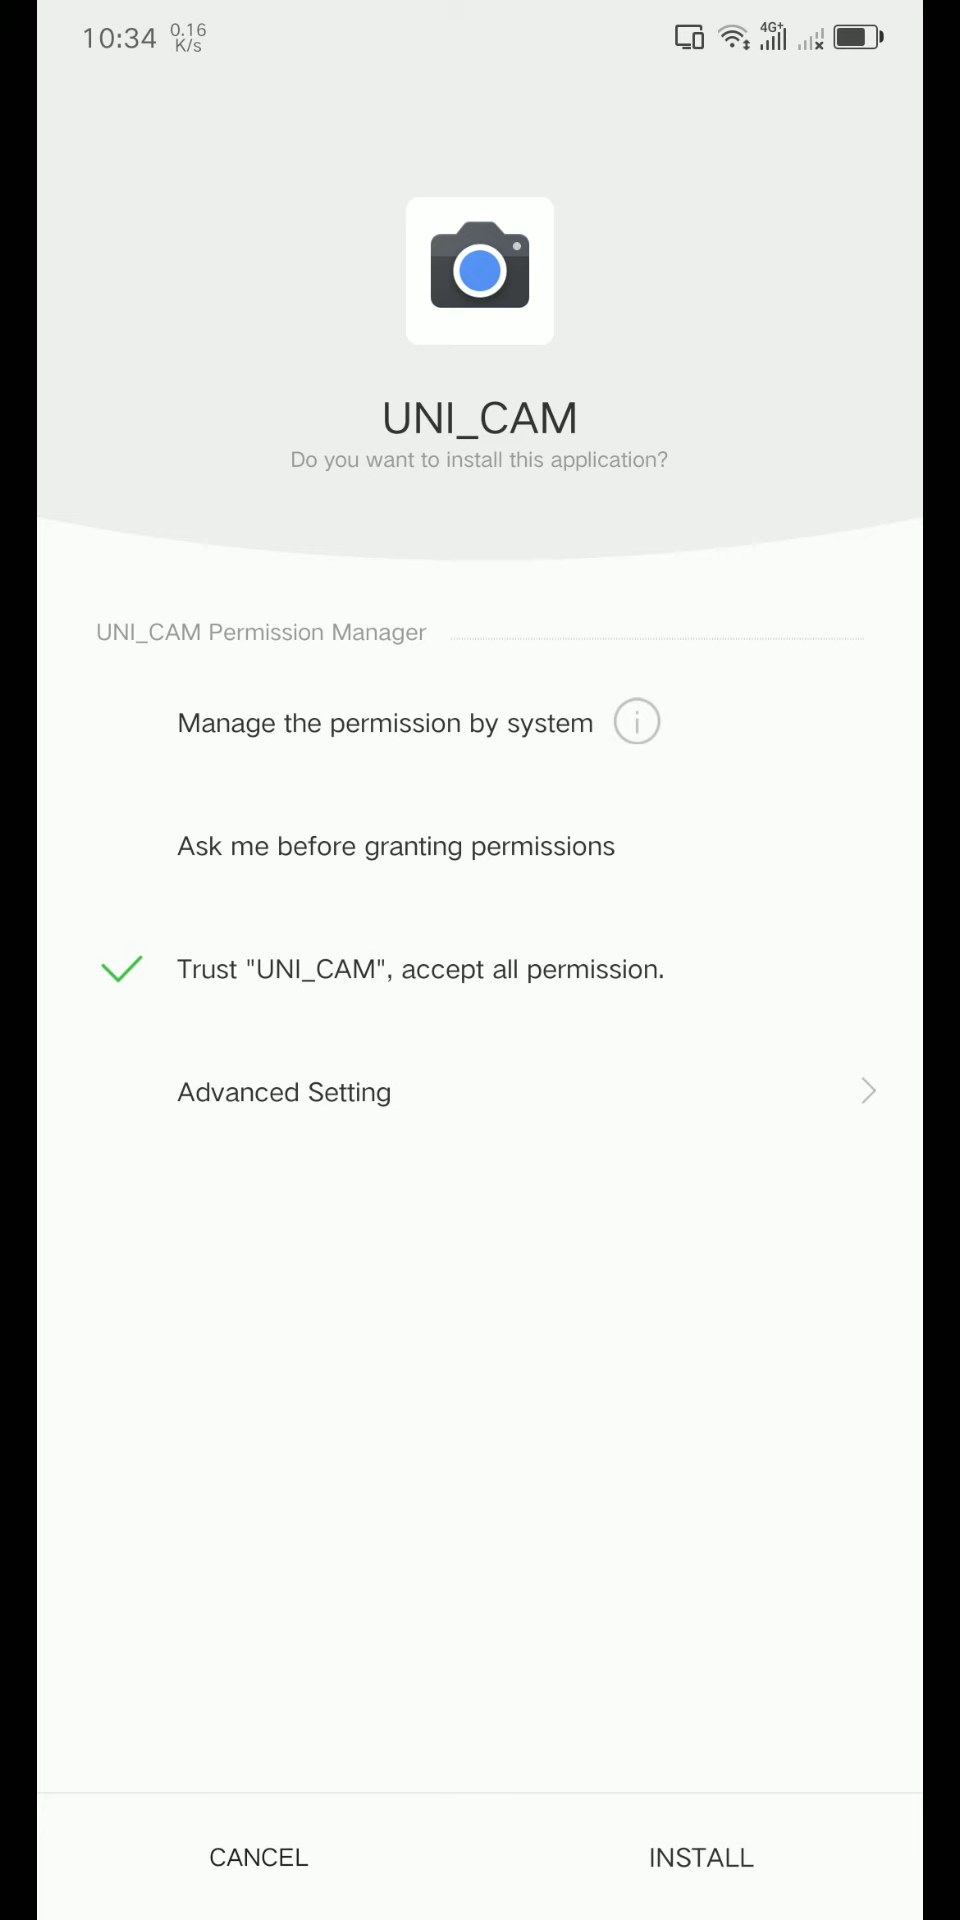 10:34 0.16
K/s
4G+
UNI_CAM
Do you want to install this application?
UNI_CAM Permission Manager
Manage the permission by system
Ask me before granting permissions
Trust "UNI_CAM", accept all permission.
Advanced Setting
CANCEL INSTALL